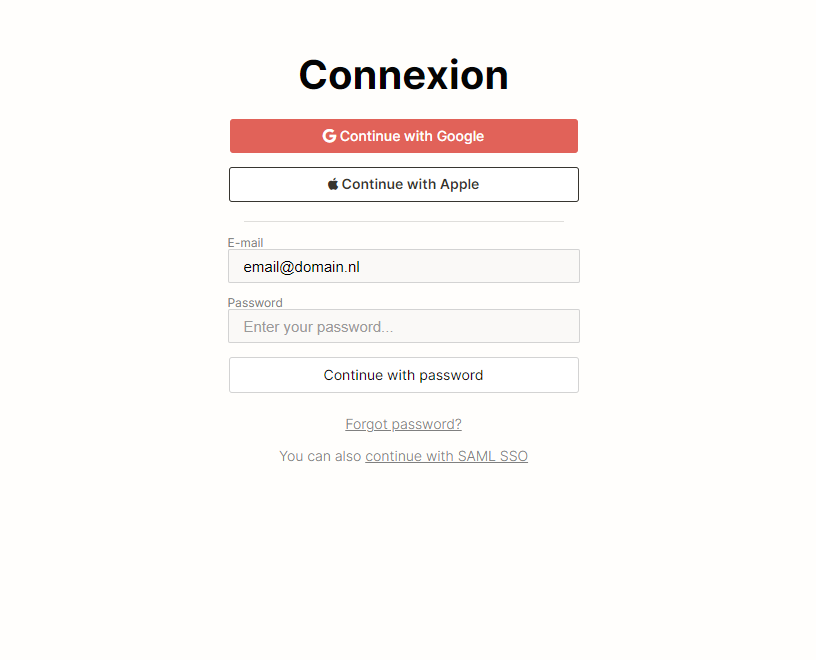 Connexion
Continue with Google
Continue with Apple
E-mail
email@domain.nl
Password
Enter your password...
Continue with password
Forgot password?
You can also continue with SAML SSO